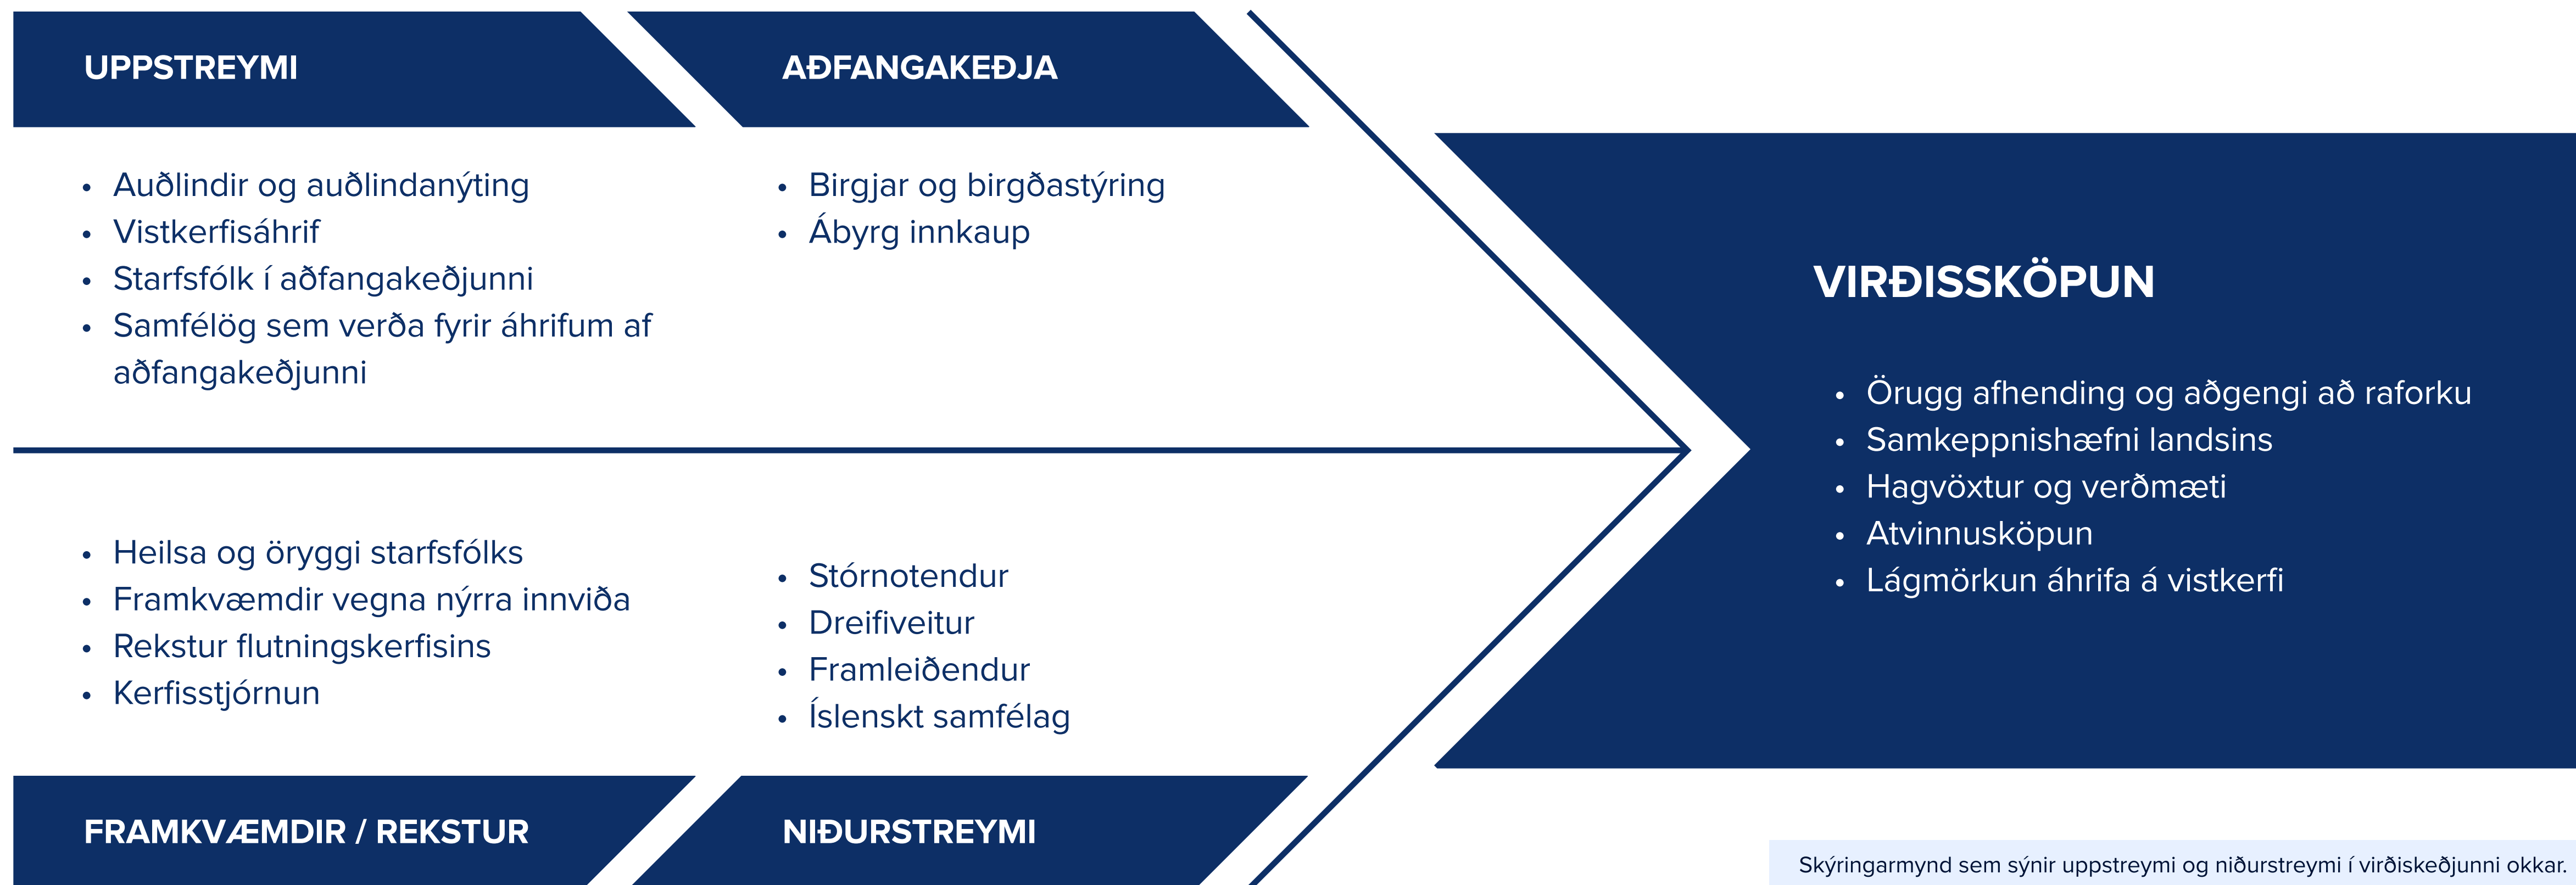 UPPSTREYMI
• Auðlindir og auðlindanýting
• Vistkerfisáhrif
• Starfsfólk í aðfangakeðjunni
• Samfélög sem verða fyrir áhrifum af
aðfangakeðjunni
AÐFANGAKEÐJA
• Birgjar og birgðastýring
• Ábyrg innkaup
• Heilsa og öryggi starfsfólks
• Framkvæmdir vegna nýrra innviða
• Rekstur flutningskerfisins
• Kerfisstjórnun
FRAMKVÆMDIR / REKSTUR
• Stórnotendur
• Dreifiveitur
• Framleiðendur
• Íslenskt samfélag
NIÐURSTREYMI
VIRÐISSKÖPUN
• Örugg afhending og aðgengi að raforku
• Samkeppnishæfni landsins
• Hagvöxtur og verðmæti
• Atvinnusköpun
• Lágmörkun áhrifa á vistkerfi
Skýringarmynd sem sýnir uppstreymi og niðurstreymi í virðiskeðjunni okkar.